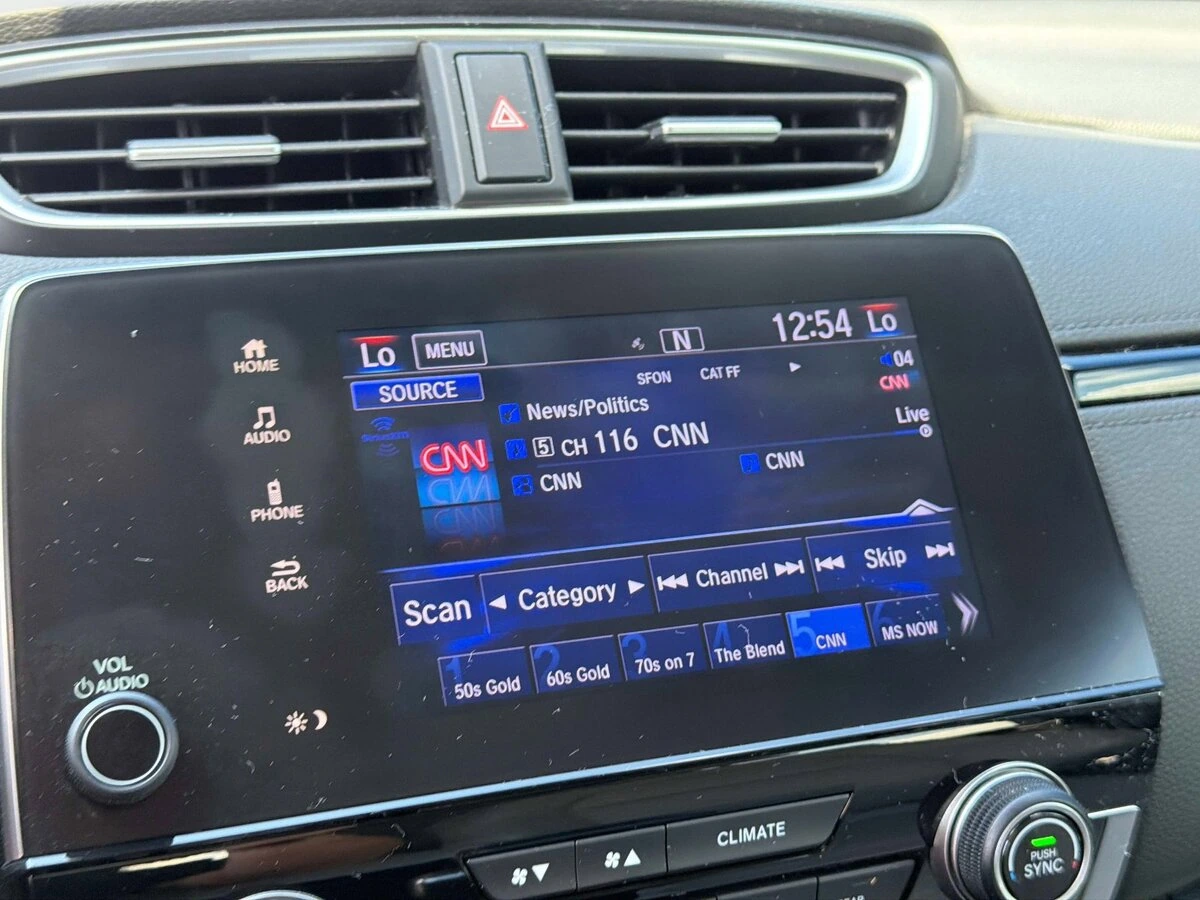 Lo MENU N 12:54 Lo
HOME
SOURCE SFON CAT FF 04
CNN
AUDIO
SiriusXM
News/Politics
Live
CNN
5 CH 116 CNN
CNN CNN
PHONE
BACK
Scan Category Channel Skip
1 50s Gold 2 60s Gold 3 70s on 7 4 The Blend 5 CNN 6 MS NOW
VOL
AUDIO
CLIMATE
PUSH
SYNC